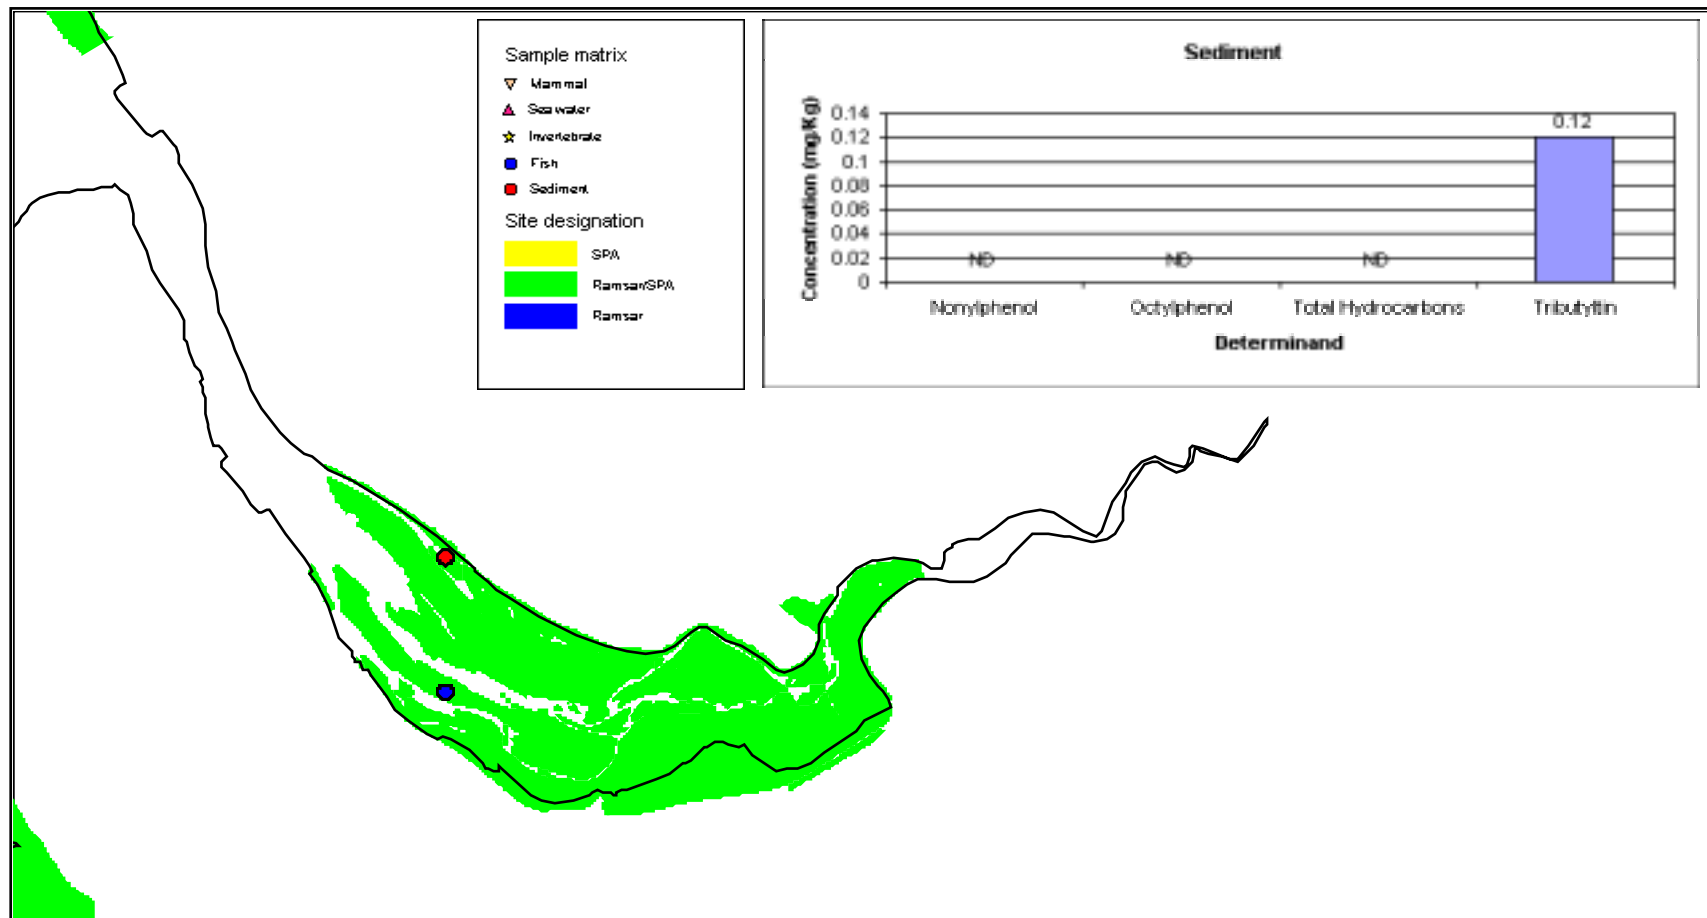 Sample matrix
Mammal
Seawater
Invertebrate
Fish
Sediment
Site designation
SPA
Ramsar/SPA
Ramsar
Sediment
Concentration (mg/Kg)
0.14
0.12
0.1
0.08
0.06
0.04
0.02
0
ND
ND
ND
0.12
Nonylphenol
Octylphenol
Total Hydrocarbons
Tributyltin
Determinand